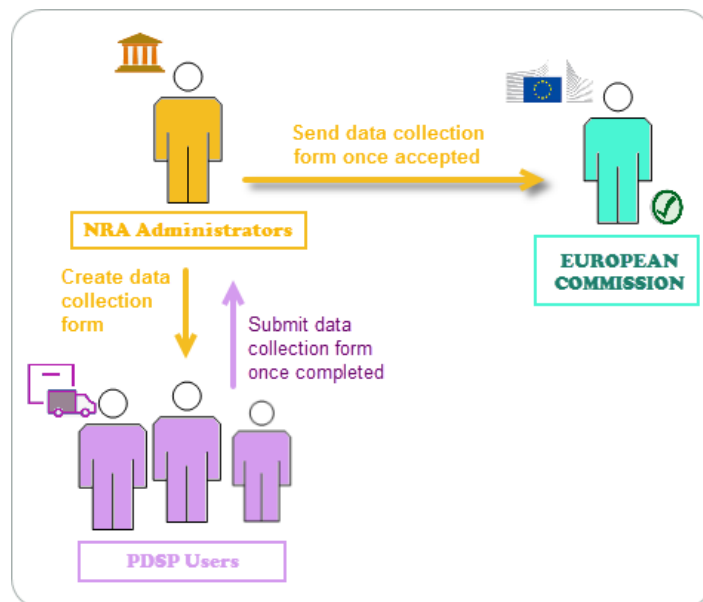 Send data collection
form once accepted
NRA Administrators
EUROPEAN
COMMISSION
Create data
collection
form
Submit data
collection form
once completed
PDSP Users